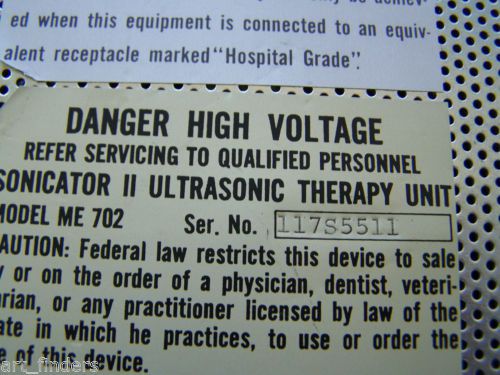 ed when this equipment is connected to an equiv-
alent receptacle marked "Hospital Grade".
DANGER HIGH VOLTAGE
REFER SERVICING TO QUALIFIED PERSONNEL
SONICATOR II ULTRASONIC THERAPY UNIT
MODEL ME 702 Ser. No. 117S5511
CAUTION: Federal law restricts this device to sale
y or on the order of a physician, dentist, veteri-
arian, or any practitioner licensed by law of the
ate in which he practices, to use or order the
e of this device.
art_finders
art_finders